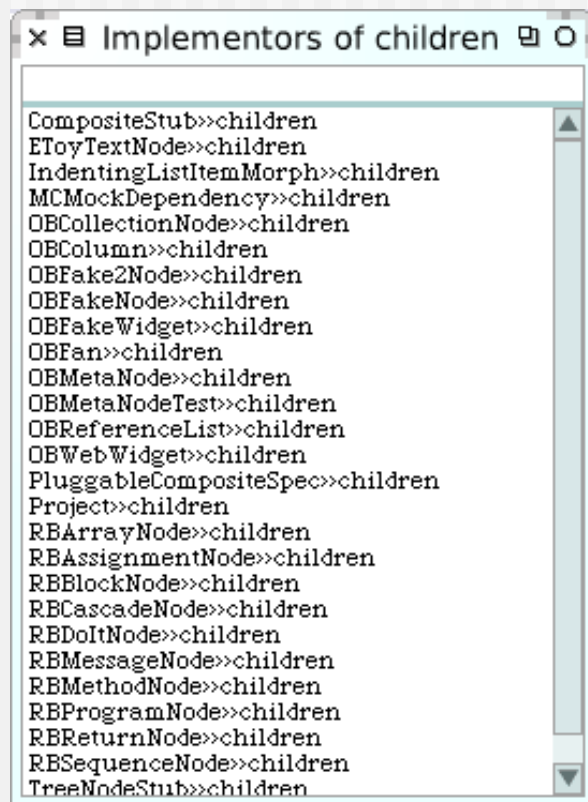 Implementors of children
CompositeStub»children
EToyTextNode»children
IndentingListItemMorph»children
MCMockDependency»children
OBCollectionNode»children
OBColumn»children
OBFake2Node»children
OBFakeNode»children
OBFakeWidget»children
OBFan»children
OBMetaNode»children
OBMetaNodeTest»children
OBReferenceList»children
OBWebWidget»children
PluggableCompositeSpec»children
Project»children
RBArrayNode»children
RBAssignmentNode»children
RBBlockNode»children
RBCascadeNode»children
RBDoItNode»children
RBMessageNode»children
RBMethodNode»children
RBProgramNode»children
RBReturnNode»children
RBSequenceNode»children
TreeNodeStub»children